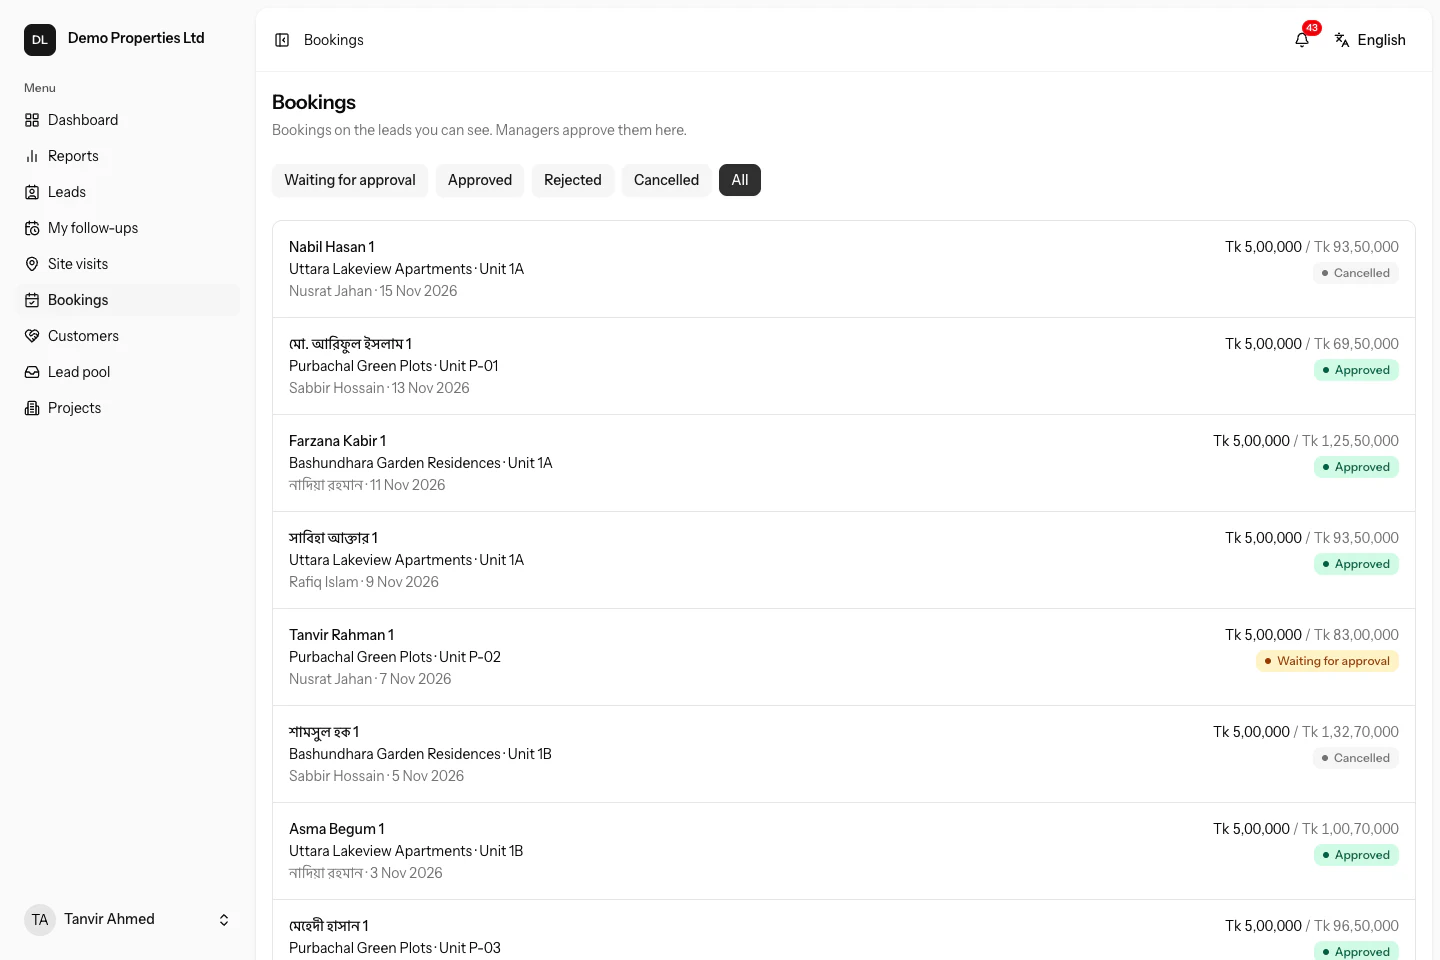 DL Demo Properties Ltd
Menu
Dashboard
Reports
Leads
My follow-ups
Site visits
Bookings
Customers
Lead pool
Projects
TA Tanvir Ahmed
Bookings
43
English
Bookings
Bookings on the leads you can see. Managers approve them here.
Waiting for approval Approved Rejected Cancelled All
Nabil Hasan 1 Tk 5,00,000 / Tk 93,50,000
Uttara Lakeview Apartments · Unit 1A Cancelled
Nusrat Jahan · 15 Nov 2026
মো. আরিফুল ইসলাম 1 Tk 5,00,000 / Tk 69,50,000
Purbachal Green Plots · Unit P-01 Approved
Sabbir Hossain · 13 Nov 2026
Farzana Kabir 1 Tk 5,00,000 / Tk 1,25,50,000
Bashundhara Garden Residences · Unit 1A Approved
নাদিয়া রহমান · 11 Nov 2026
সাবিহা আক্তার 1 Tk 5,00,000 / Tk 93,50,000
Uttara Lakeview Apartments · Unit 1A Approved
Rafiq Islam · 9 Nov 2026
Tanvir Rahman 1 Tk 5,00,000 / Tk 83,00,000
Purbachal Green Plots · Unit P-02 Waiting for approval
Nusrat Jahan · 7 Nov 2026
শামসুল হক 1 Tk 5,00,000 / Tk 1,32,70,000
Bashundhara Garden Residences · Unit 1B Cancelled
Sabbir Hossain · 5 Nov 2026
Asma Begum 1 Tk 5,00,000 / Tk 1,00,70,000
Uttara Lakeview Apartments · Unit 1B Approved
নাদিয়া রহমান · 3 Nov 2026
মেহেদী হাসান 1 Tk 5,00,000 / Tk 96,50,000
Purbachal Green Plots · Unit P-03 Approved